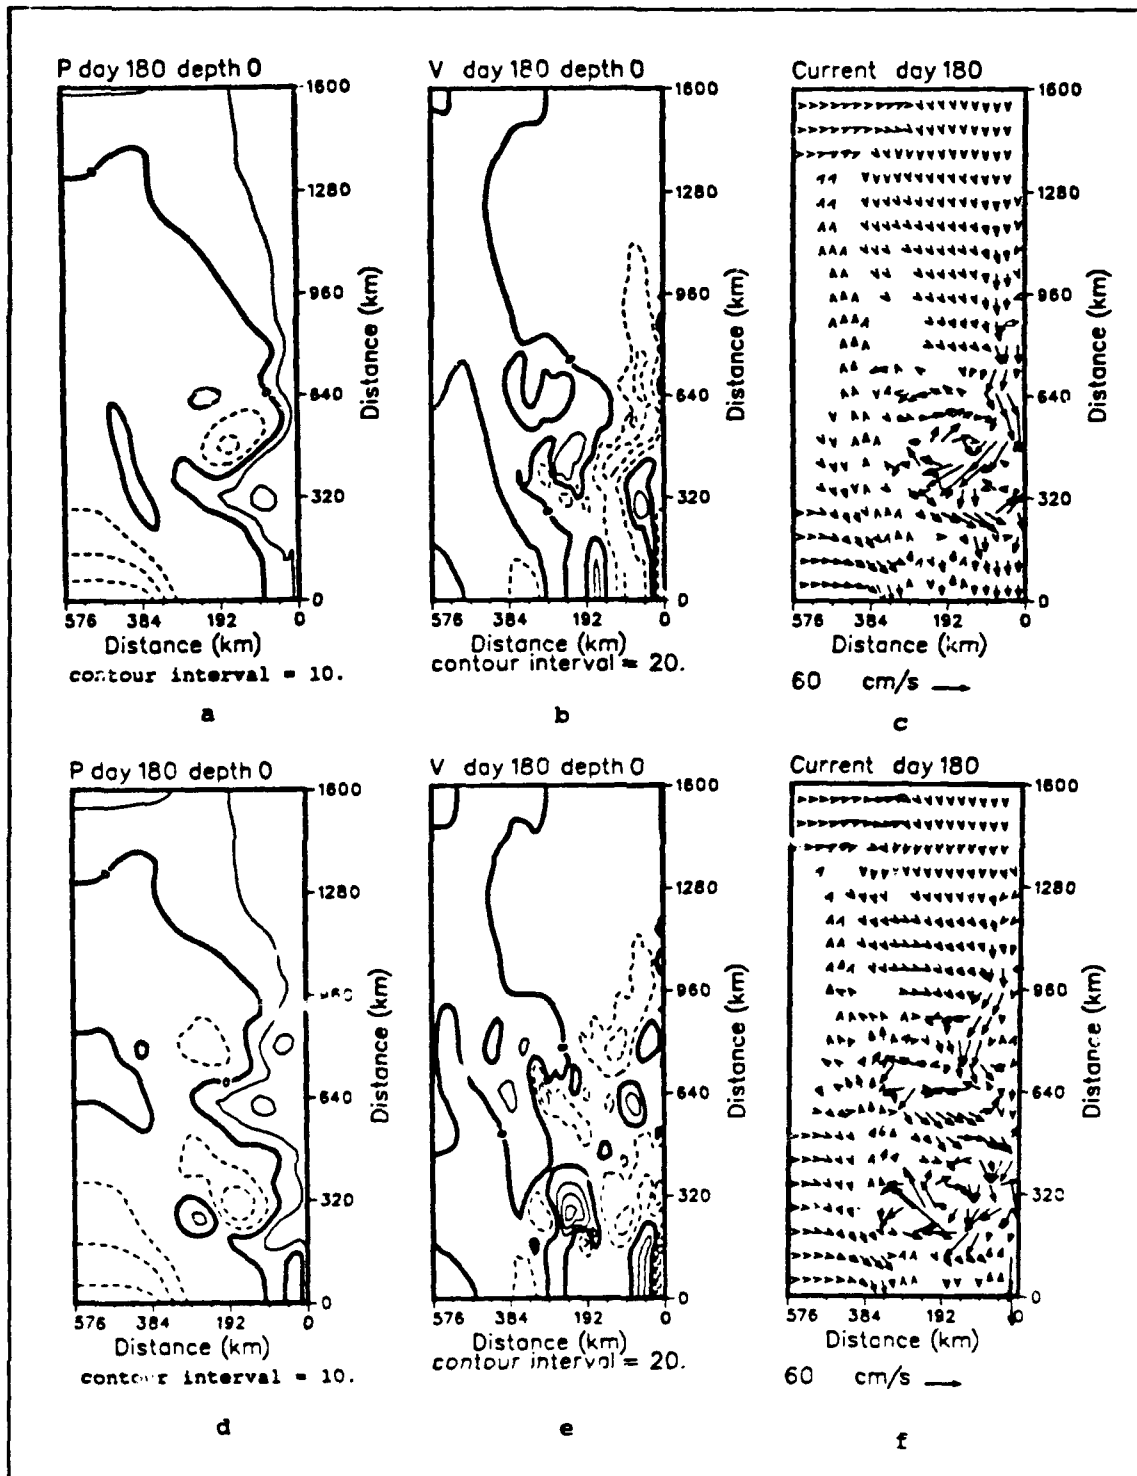 P day 180 depth 0
V day 180 depth 0
Current day 180
1600
1280
960
640
320
0
Distance (km)
576 384 192 0
Distance (km)
contour interval = 10.
a
1600
1280
960
640
320
0
Distance (km)
576 384 192 0
Distance (km)
contour interval = 20.
b
1600
1280
960
640
320
0
Distance (km)
576 384 192 0
Distance (km)
60 cm/s
c
P day 180 depth 0
V day 180 depth 0
Current day 180
1600
1280
960
640
320
0
Distance (km)
576 384 192 0
Distance (km)
contour interval = 10.
d
1600
1280
960
640
320
0
Distance (km)
576 384 192 0
Distance (km)
contour interval = 20.
e
1600
1280
960
640
320
0
Distance (km)
576 384 192 0
Distance (km)
60 cm/s
f